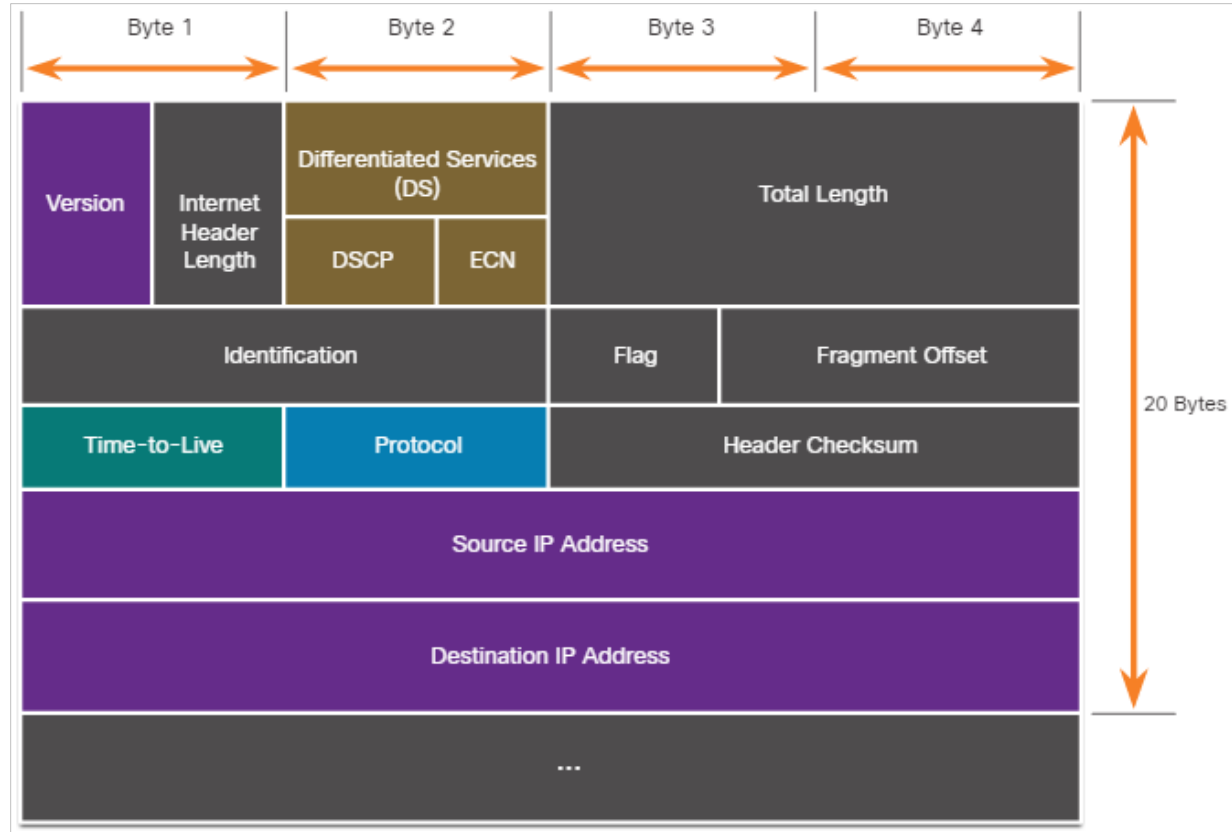 Byte 1
Byte 2
Byte 3
Byte 4
Version
Internet
Header
Length
Differentiated Services
(DS)
DSCP
ECN
Total Length
Identification
Flag
Fragment Offset
Time-to-Live
Protocol
Header Checksum
Source IP Address
Destination IP Address
...
20 Bytes